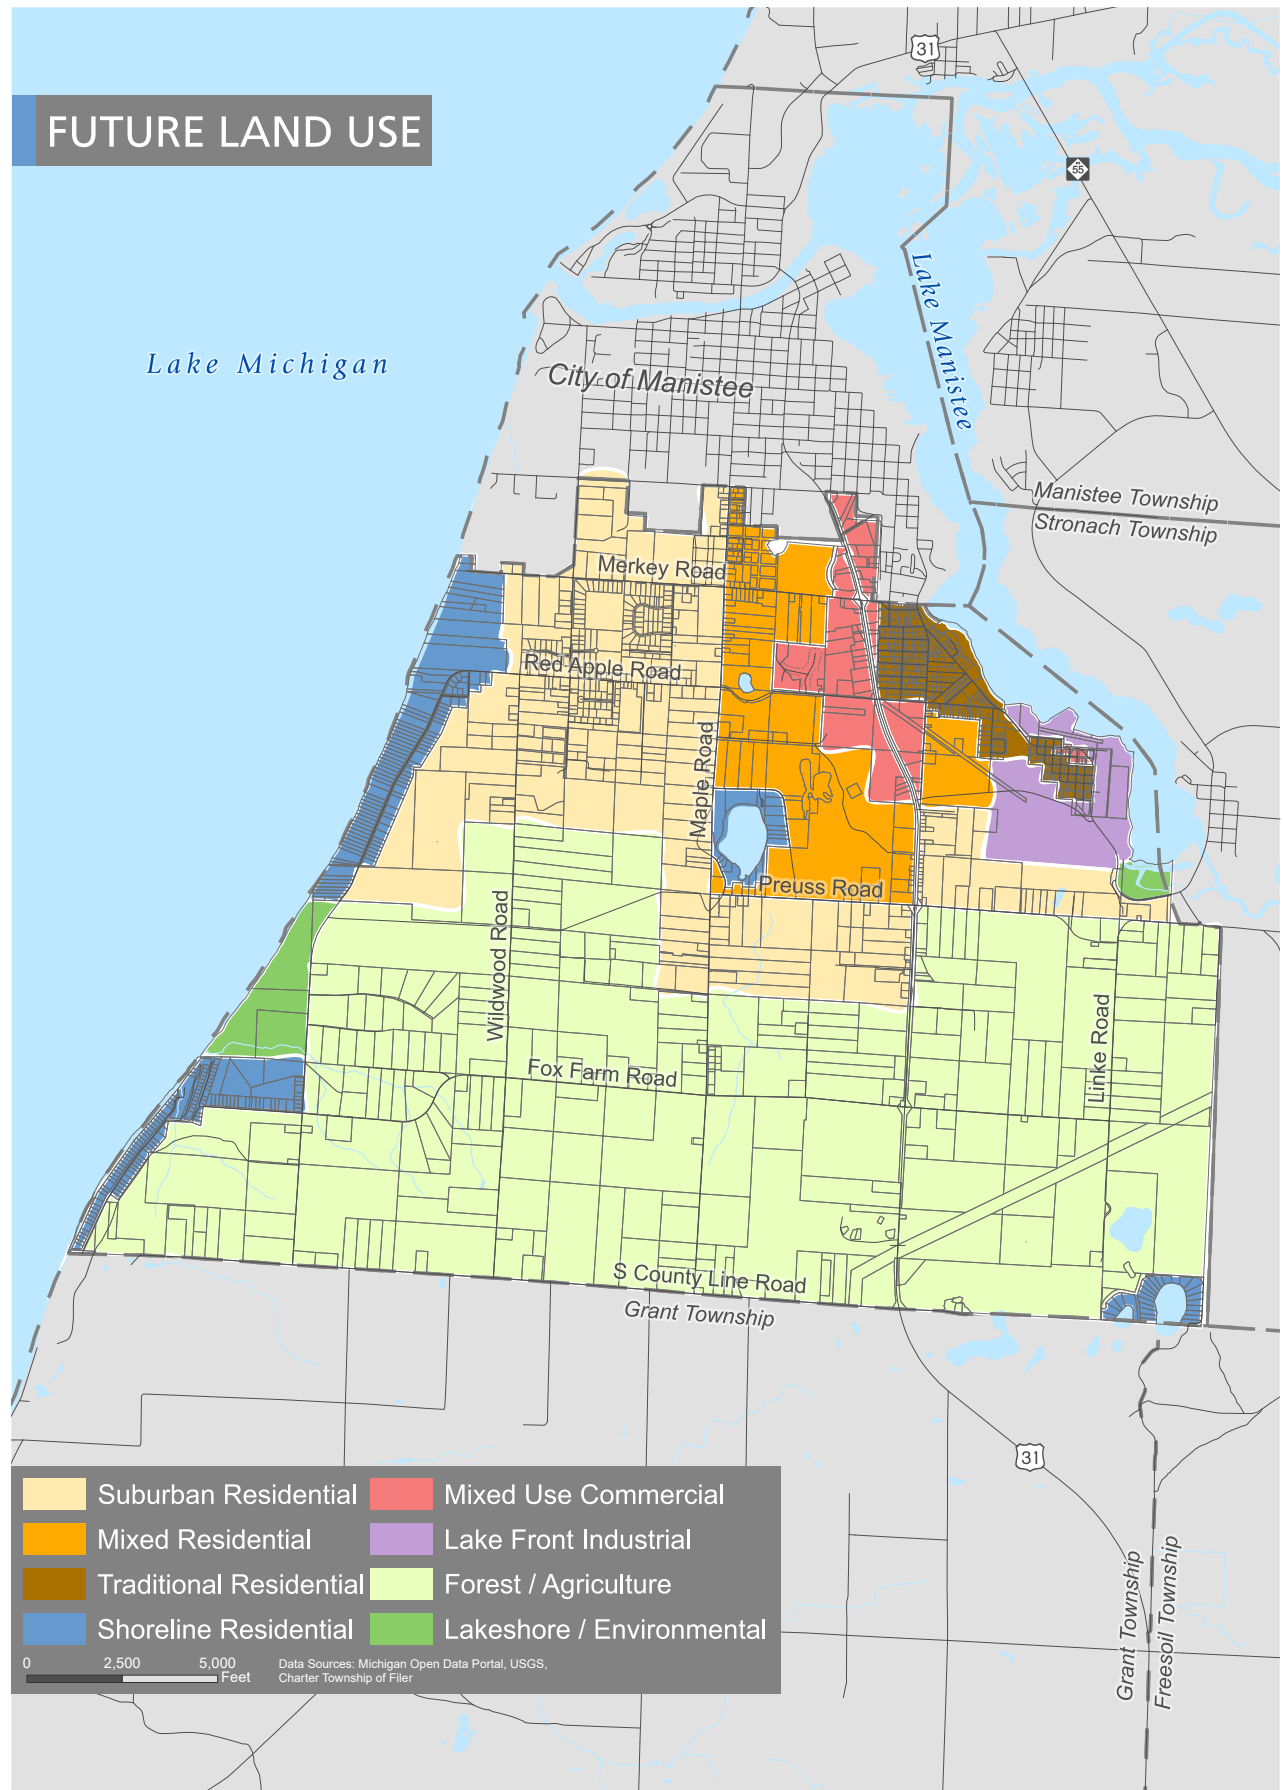 31
FUTURE LAND USE
55
Lake Manistee
Lake Michigan
City of Manistee
Manistee Township
Stronach Township
Merkey Road
Red Apple Road
Maple Road
Preuss Road
Wildwood Road
Linke Road
Fox Farm Road
S County Line Road
Grant Township
31
Suburban Residential
Mixed Residential
Traditional Residential
Shoreline Residential
Mixed Use Commercial
Lake Front Industrial
Forest / Agriculture
Lakeshore / Environmental
0 2,500 5,000
Feet
Data Sources: Michigan Open Data Portal, USGS,
Charter Township of Filer
Grant Township
Freesoil Township